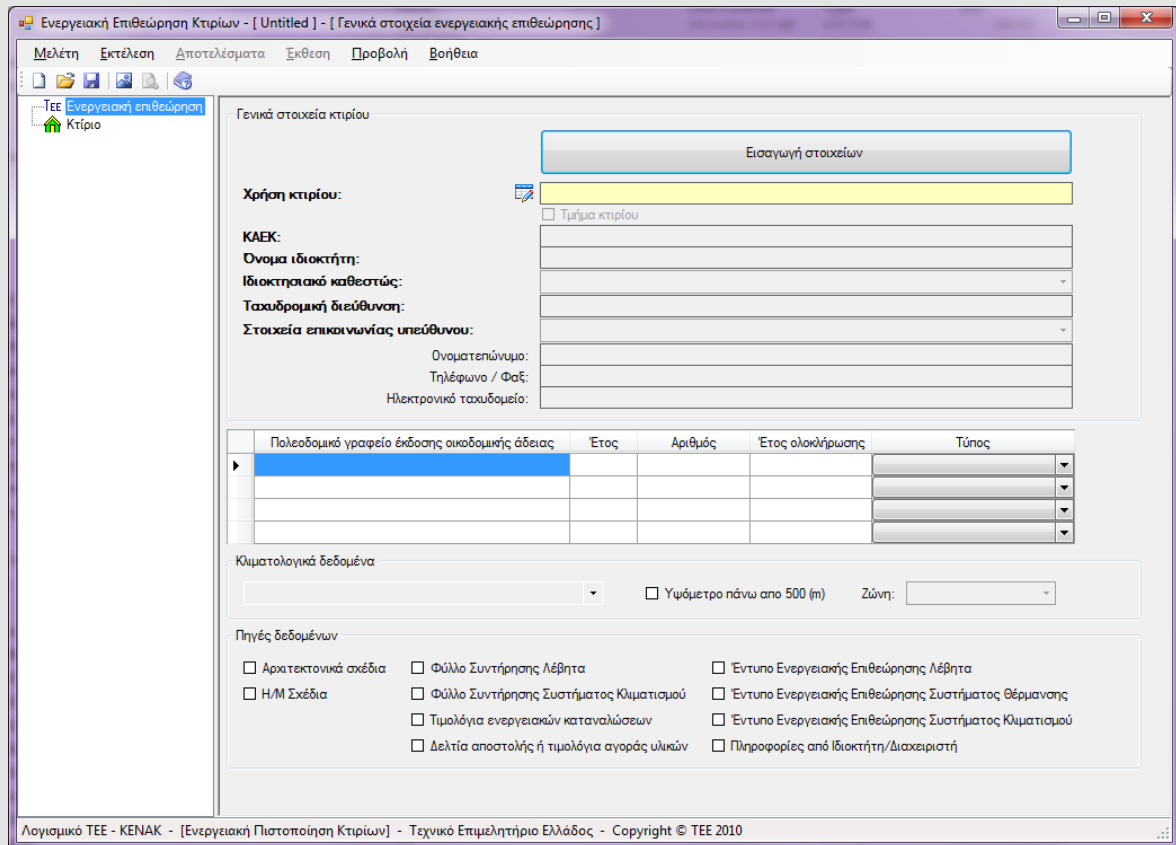 Ενεργειακή Επιθεώρηση Κτιρίων - [ Untitled ] - [ Γενικά στοιχεία ενεργειακής επιθεώρησης ]
Μελέτη Εκτέλεση Αποτελέσματα Έκθεση Προβολή Βοήθεια
TEE Ενεργειακή επιθεώρηση
Κτίριο
Γενικά στοιχεία κτιρίου
Εισαγωγή στοιχείων
Χρήση κτιρίου:
Τμήμα κτιρίου
ΚΑΕΚ:
Όνομα ιδιοκτήτη:
Ιδιοκτησιακό καθεστώς:
Ταχυδρομική διεύθυνση:
Στοιχεία επικοινωνίας υπεύθυνου:
Ονοματεπώνυμο:
Τηλέφωνο / Φαξ:
Ηλεκτρονικό ταχυδομείο:
Πολεοδομικό γραφείο έκδοσης οικοδομικής άδειας Έτος Αριθμός Έτος ολοκλήρωσης Τύπος
Κλιματολογικά δεδομένα
Υψόμετρο πάνω απο 500 (m) Ζώνη:
Πηγές δεδομένων
Αρχιτεκτονικά σχέδια Φύλλο Συντήρησης Λέβητα Έντυπο Ενεργειακής Επιθεώρησης Λέβητα
Η/Μ Σχέδια Φύλλο Συντήρησης Συστήματος Κλιματισμού Έντυπο Ενεργειακής Επιθεώρησης Συστήματος Θέρμανσης
Τιμολόγια ενεργειακών καταναλώσεων Έντυπο Ενεργειακής Επιθεώρησης Συστήματος Κλιματισμού
Δελτία αποστολής ή τιμολόγια αγοράς υλικών Πληροφορίες από Ιδιοκτήτη/Διαχειριστή
Λογισμικό ΤΕΕ - ΚΕΝΑΚ - [Ενεργειακή Πιστοποίηση Κτιρίων] - Τεχνικό Επιμελητήριο Ελλάδος - Copyright © TEE 2010